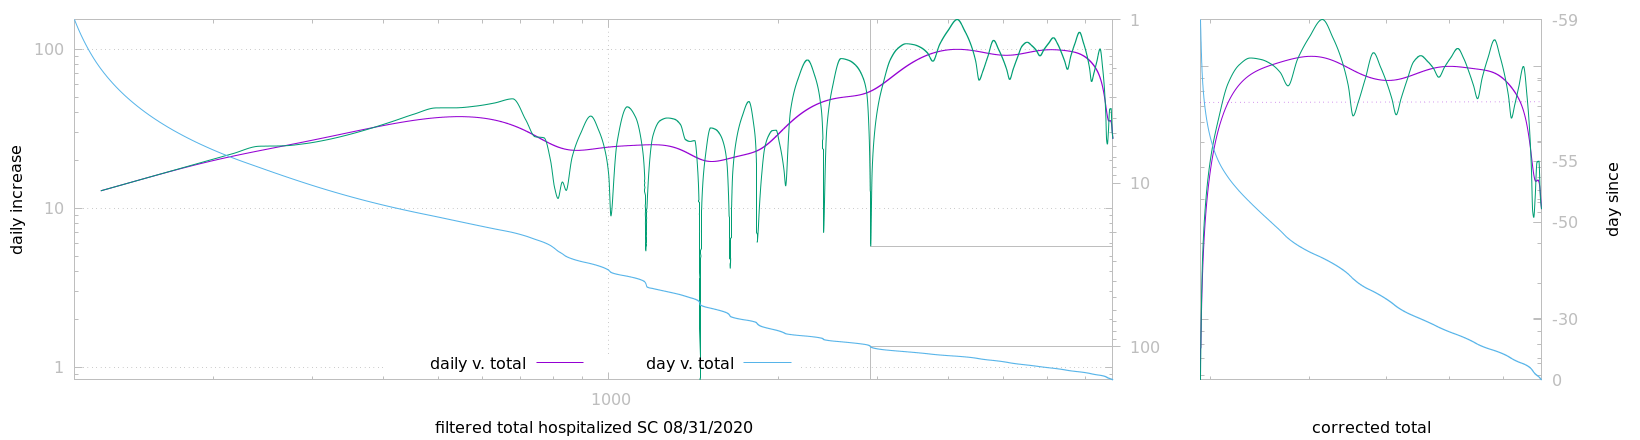 100
10
1
daily increase
daily v. total
day v. total
1000
filtered total hospitalized SC 08/31/2020
1
10
100
-59
-55
-50
-30
0
day since
corrected total